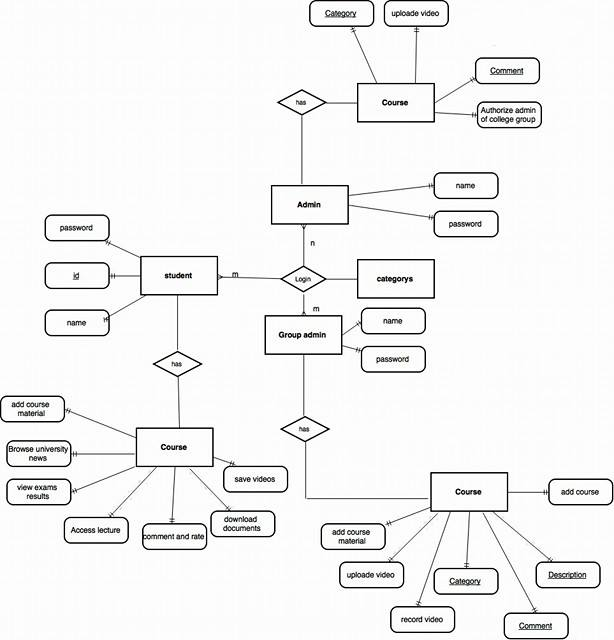 Category
uploade video
Comment
has
Course
Authorize admin
of college group
Admin
name
password
password
n
id
student
m
Login
categorys
name
m
Group admin
name
password
has
add course
material
has
Course
Browse university
news
save videos
view exams
results
Course
add course
Access lecture
comment and rate
download
documents
add course
material
uploade video
Category
Description
record video
Comment